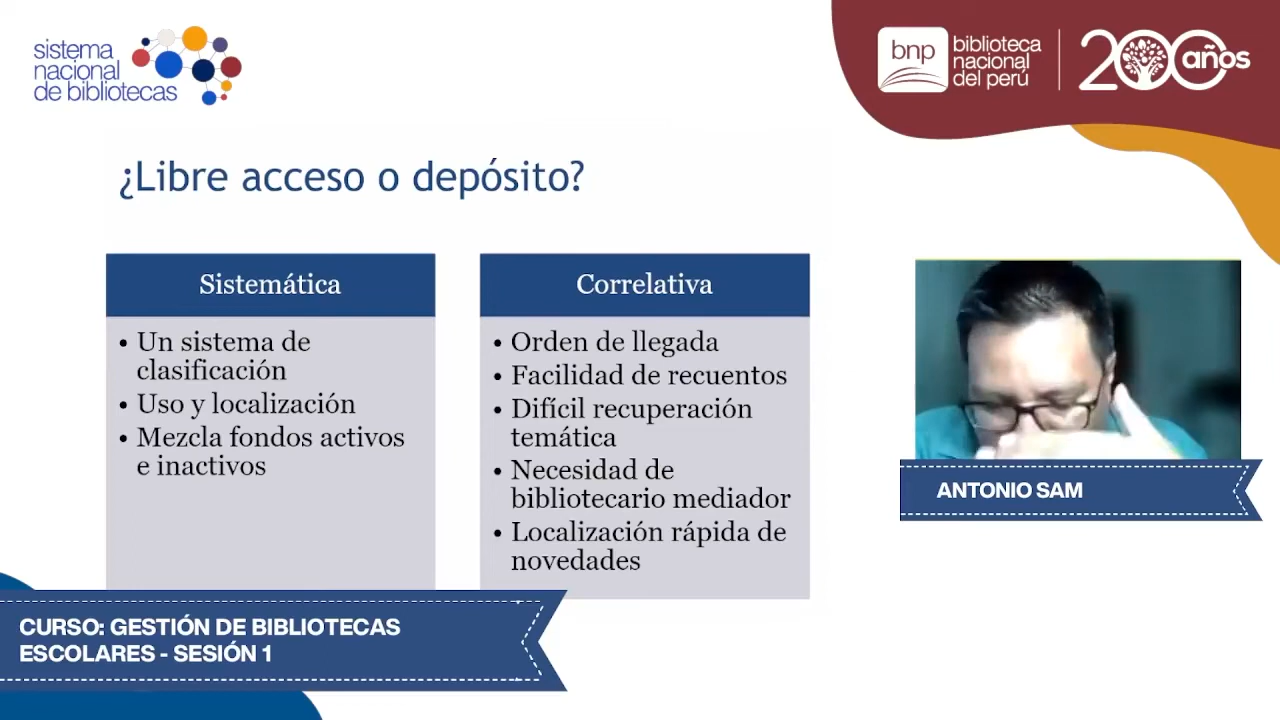 sistema
nacional
de bibliotecas
bnp
biblioteca
nacional
del perú
200 años
¿Libre acceso o depósito?
Sistemática
• Un sistema de
clasificación
• Uso y localización
• Mezcla fondos activos
e inactivos
Correlativa
• Orden de llegada
• Facilidad de recuentos
• Difícil recuperación
temática
• Necesidad de
bibliotecario mediador
• Localización rápida de
novedades
ANTONIO SAM
CURSO: GESTIÓN DE BIBLIOTECAS
ESCOLARES - SESIÓN 1